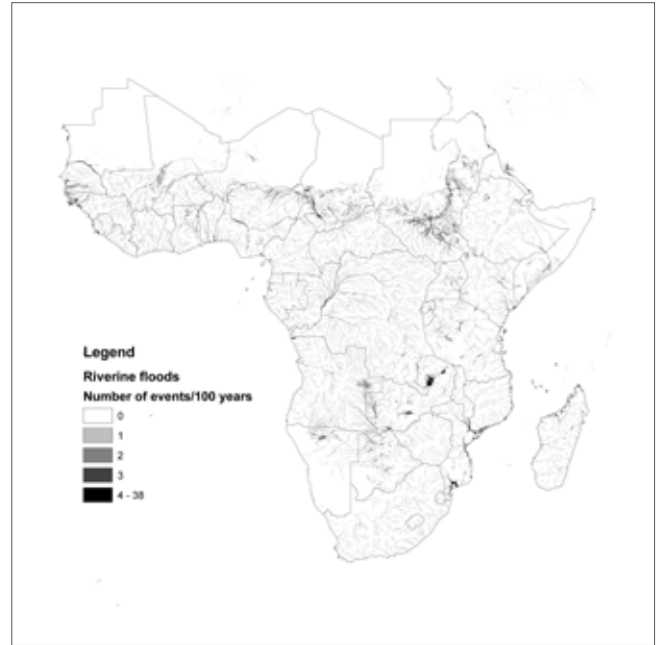 Legend
Riverine floods
Number of events/100 years
0
1
2
3
4 - 38